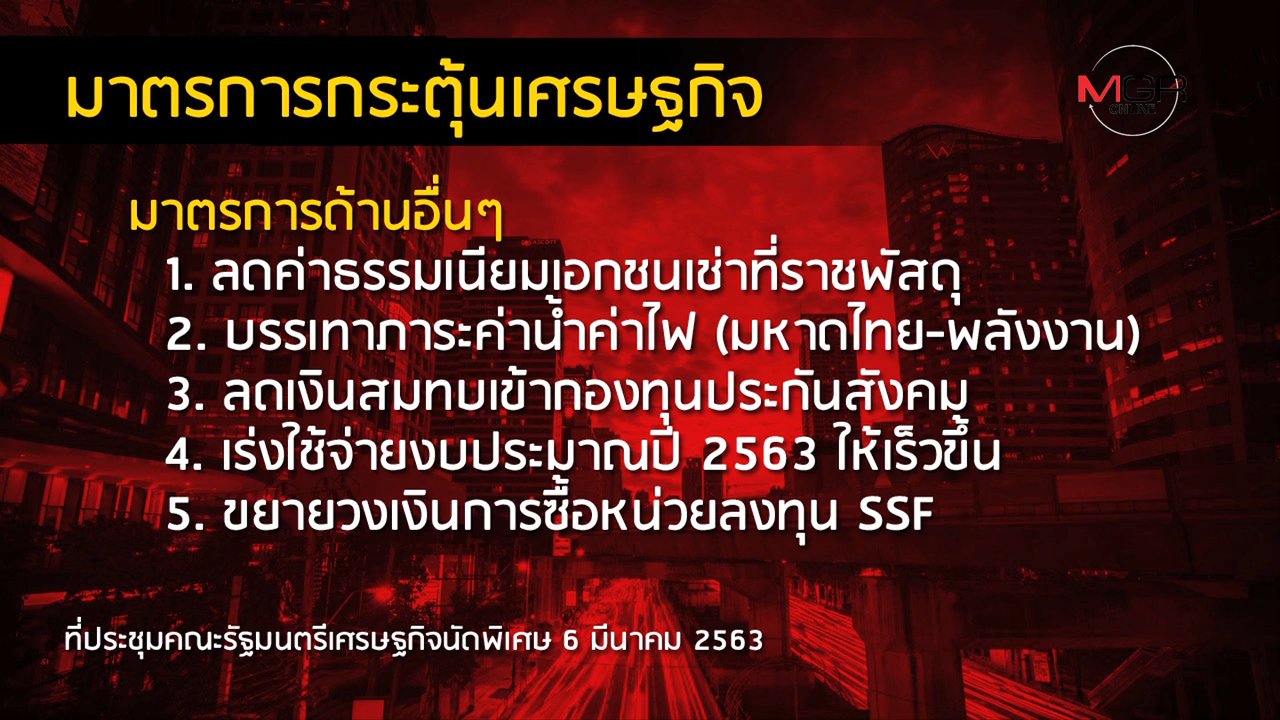 มาตรการกระตุ้นเศรษฐกิจ
MGR
ONLINE
มาตรการด้านอื่นๆ
1. ลดค่าธรรมเนียมเอกชนเช่าที่ราชพัสดุ
2. บรรเทาภาระค่าน้ำค่าไฟ (มหาดไทย-พลังงาน)
3. ลดเงินสมทบเข้ากองทุนประกันสังคม
4. เร่งใช้จ่ายงบประมาณปี 2563 ให้เร็วขึ้น
5. ขยายวงเงินการซื้อหน่วยลงทุน SSF
ที่ประชุมคณะรัฐมนตรีเศรษฐกิจนัดพิเศษ 6 มีนาคม 2563
W
ASCOTT